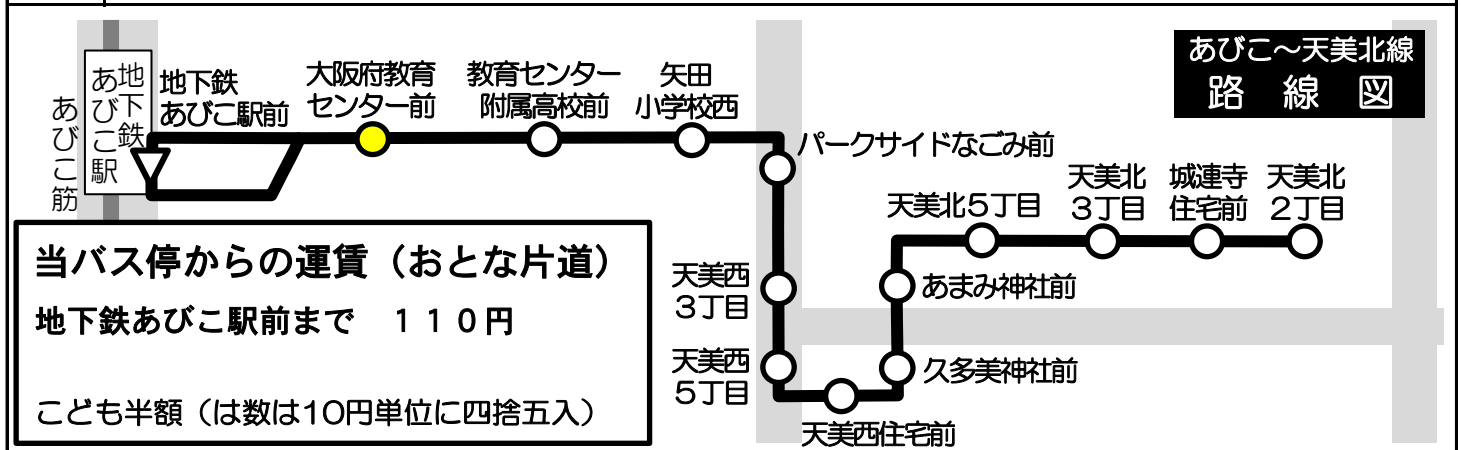 あびこ～天美北線
路線図
あびこ筋
地下鉄
あびこ駅
地下鉄
あびこ駅前
大阪府教育
センター前
教育センター
附属高校前
矢田
小学校西
パークサイドなごみ前
天美西
3丁目
天美西
5丁目
天美西住宅前
久多美神社前
あまみ神社前
天美北5丁目
天美北
3丁目
城連寺
住宅前
天美北
2丁目
当バス停からの運賃（おとな片道）
地下鉄あびこ駅前まで　１１０円
こども半額（は数は10円単位に四捨五入）